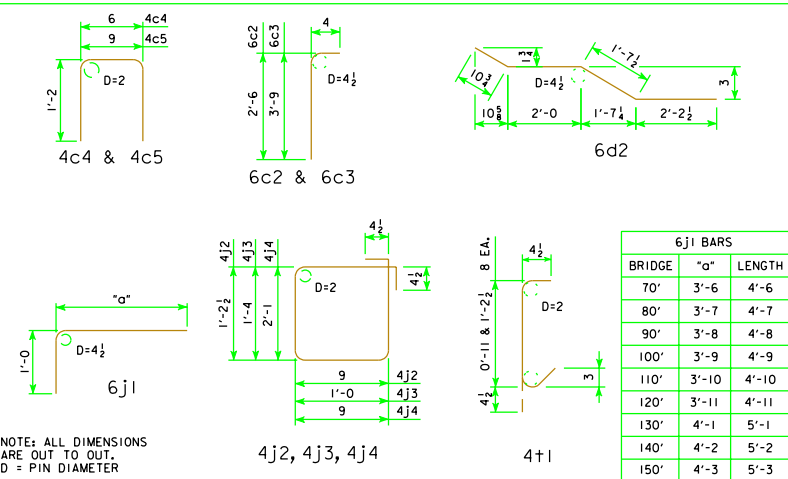 6 4c4
9 4c5
D=2
1'-2
4c4 & 4c5
6c2
6c3
4
D=4½
2'-6
3'-9
6c2 & 6c3
1¾
1'-7½
10¾
D=4½
3
10⅝ 2'-0 1'-7¼ 2'-2½
6d2
"a"
D=4½
1'-0
6j1
4½
4j2
4j3
4j4
4½
D=2
1'-2½
1'-4
2'-1
9 4j2
1'-0 4j3
9 4j4
4j2, 4j3, 4j4
8 EA.
4½
D=2
0'-11 & 1'-2½
3
4½
4t1
6j1 BARS
BRIDGE "a" LENGTH
70' 3'-6 4'-6
80' 3'-7 4'-7
90' 3'-8 4'-8
100' 3'-9 4'-9
110' 3'-10 4'-10
120' 3'-11 4'-11
130' 4'-1 5'-1
140' 4'-2 5'-2
150' 4'-3 5'-3
NOTE: ALL DIMENSIONS
ARE OUT TO OUT.
D = PIN DIAMETER